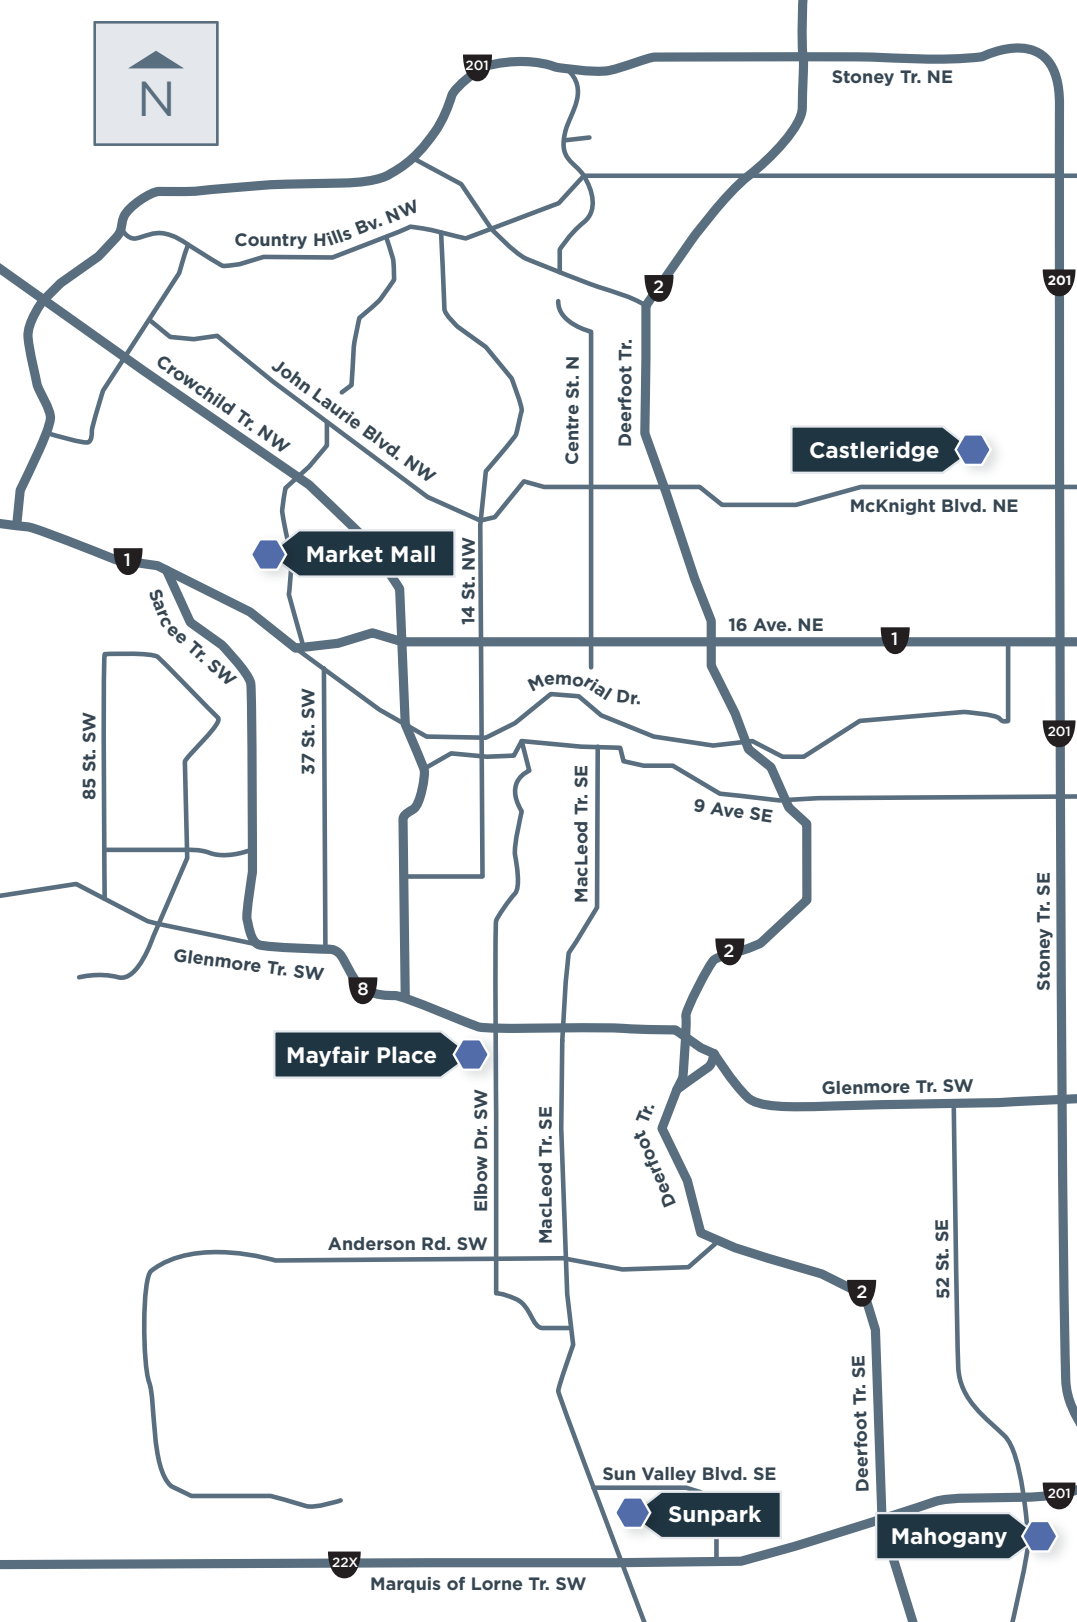 N
201
Stoney Tr. NE
Country Hills Bv. NW
2
201
Crowchild Tr. NW
John Laurie Blvd. NW
Centre St. N
Deerfoot Tr.
Castleridge
McKnight Blvd. NE
Market Mall
1
14 St. NW
Sarcee Tr. SW
16 Ave. NE
1
Memorial Dr.
85 St. SW
37 St. SW
201
MacLeod Tr. SE
9 Ave SE
Stoney Tr. SE
Glenmore Tr. SW
2
8
Mayfair Place
Glenmore Tr. SW
Elbow Dr. SW
MacLeod Tr. SE
Deerfoot Tr.
Anderson Rd. SW
52 St. SE
2
Deerfoot Tr. SE
Sun Valley Blvd. SE
201
Sunpark
Mahogany
22X
Marquis of Lorne Tr. SW